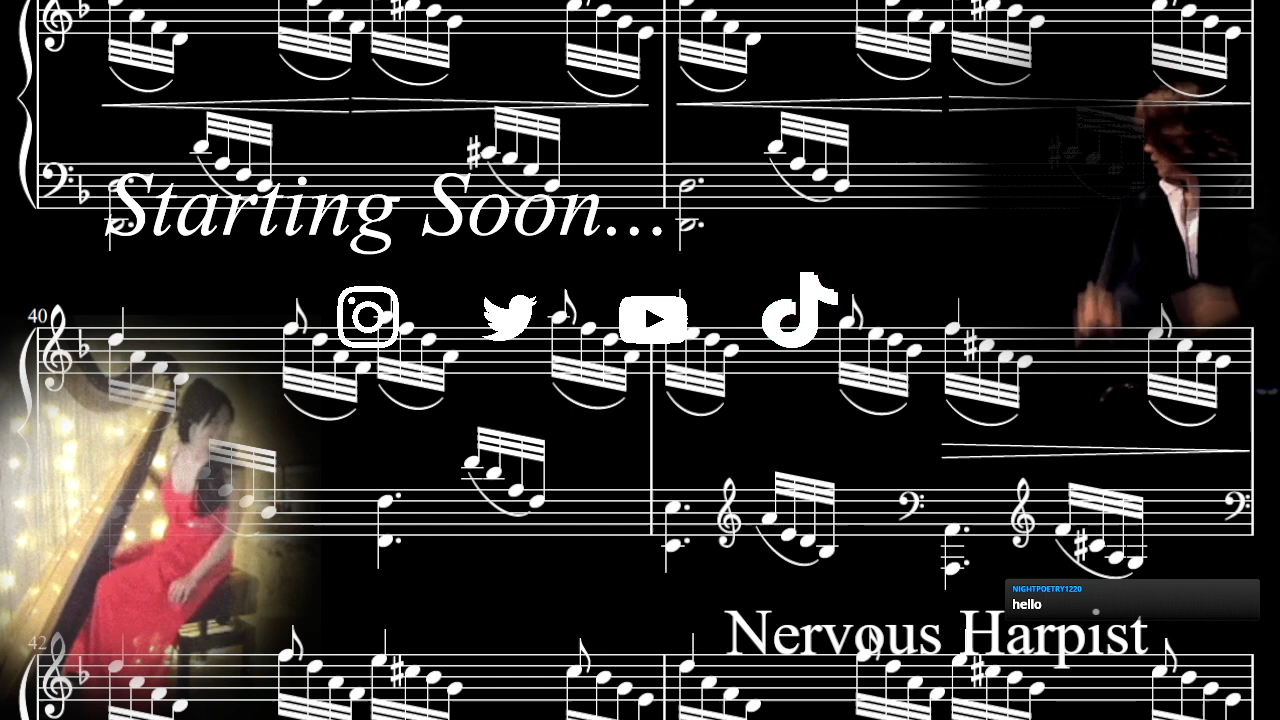 Starting Soon...
40
NIGHTPOETRY1220
hello
Nervous Harpist
42